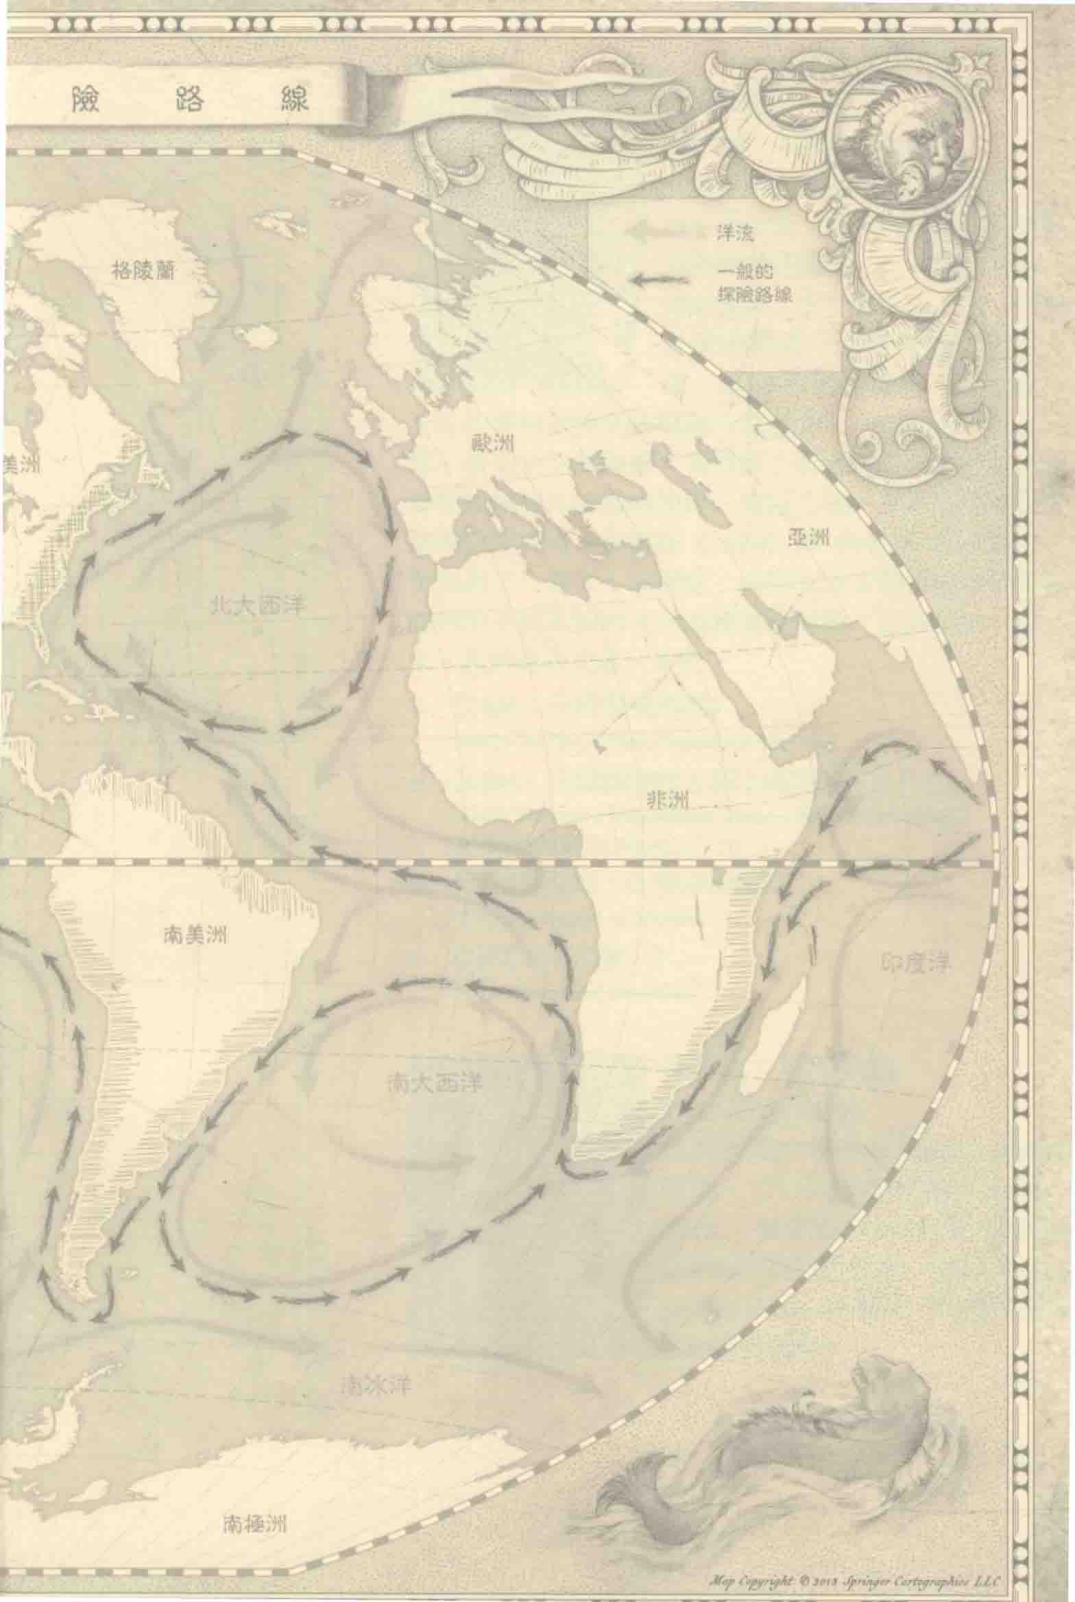 險路線
洋流
一般的
探險路線
格陵蘭
歐洲
美洲
亞洲
北大西洋
非洲
南美洲
印度洋
南大西洋
南冰洋
南極洲
Map Copyright © 2013 Springer Cartographics LLC